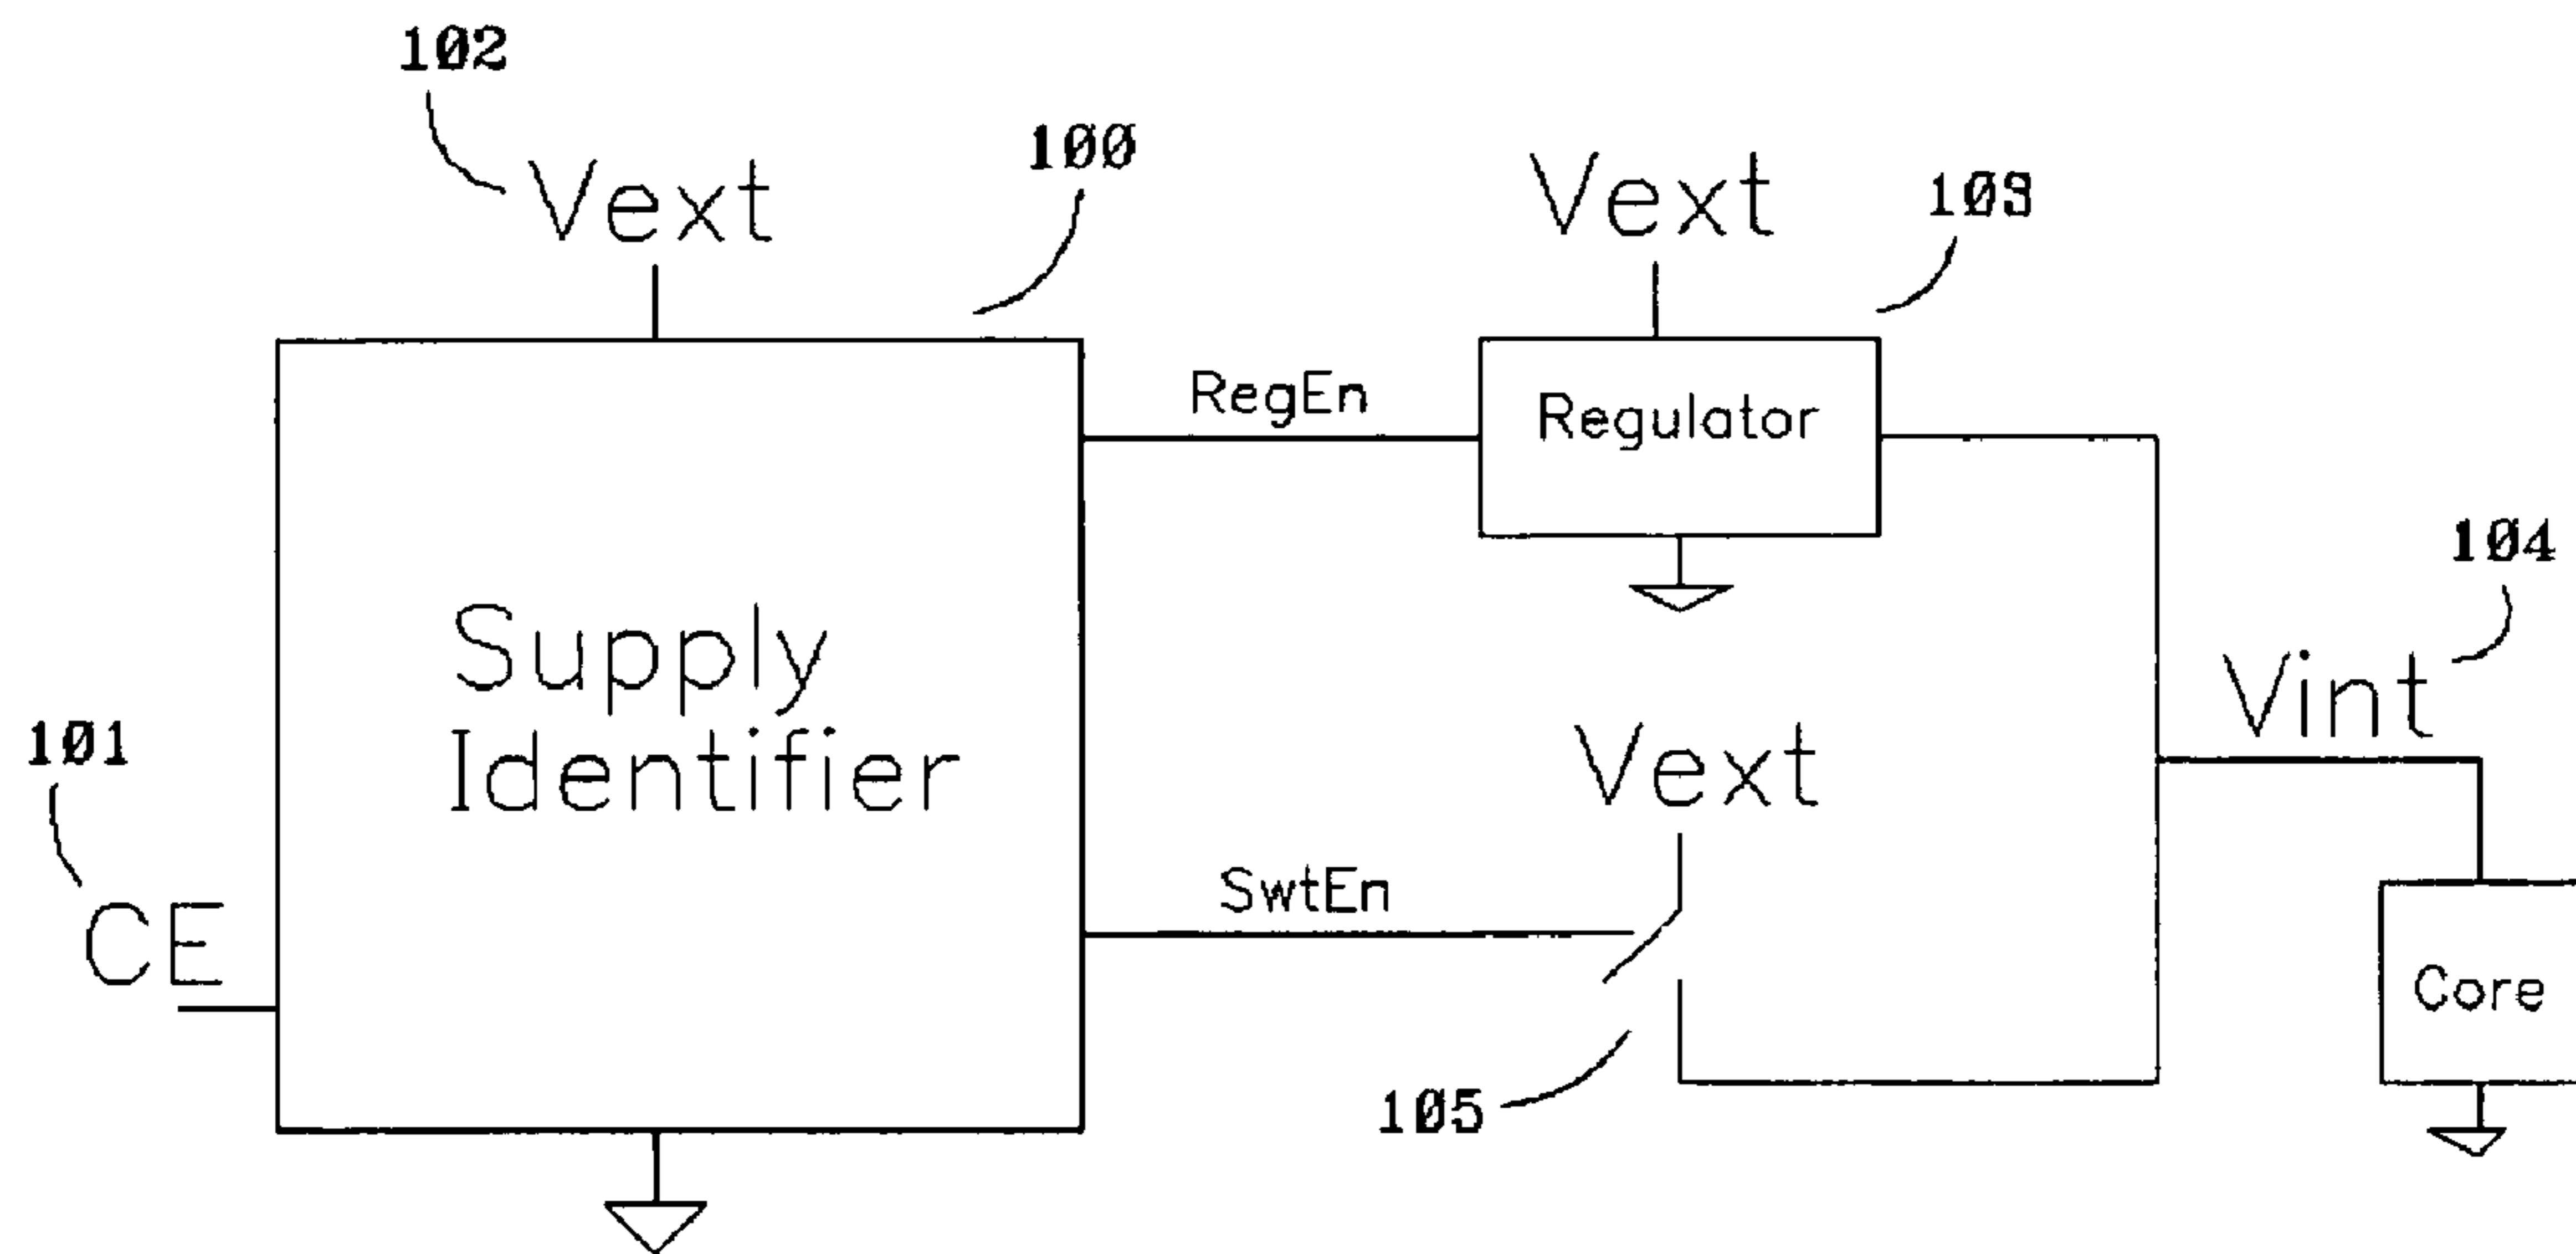 102
Vext
100
Vext
103
RegEn
Regulator
104
Supply
Identifier
Vint
Vext
101
CE
SwtEn
Core
105